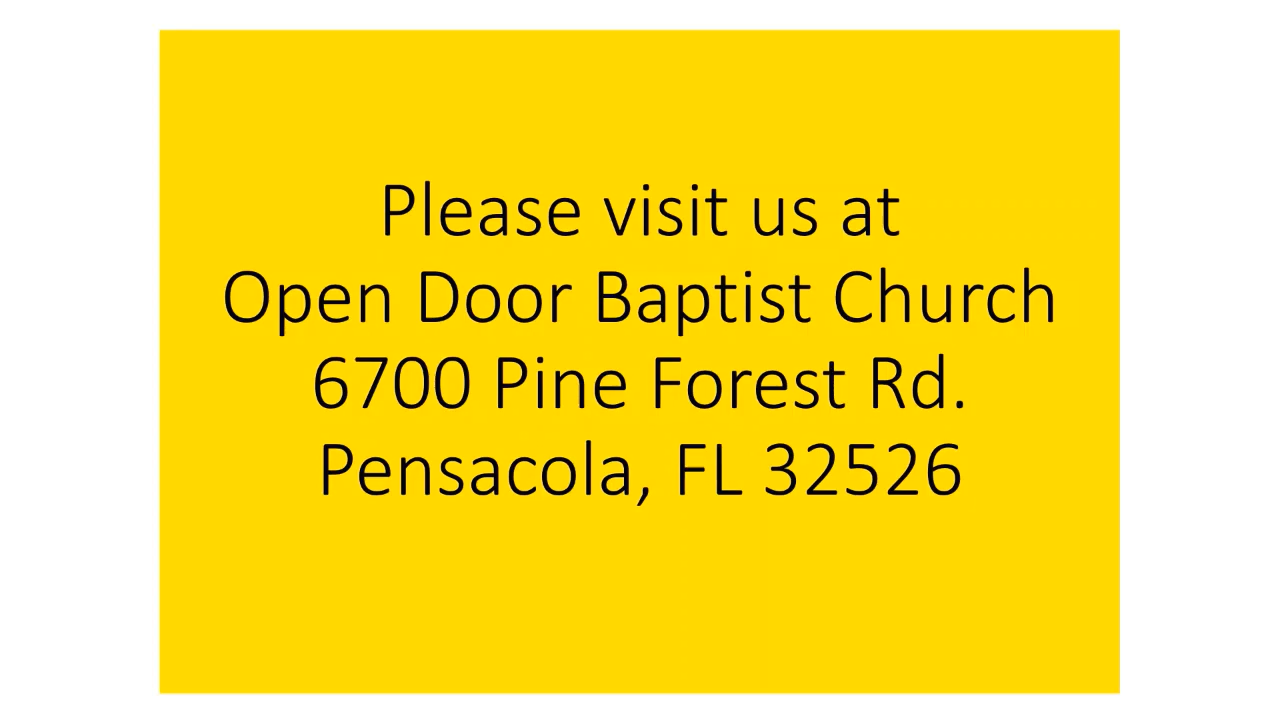 Please visit us at
Open Door Baptist Church
6700 Pine Forest Rd.
Pensacola, FL 32526